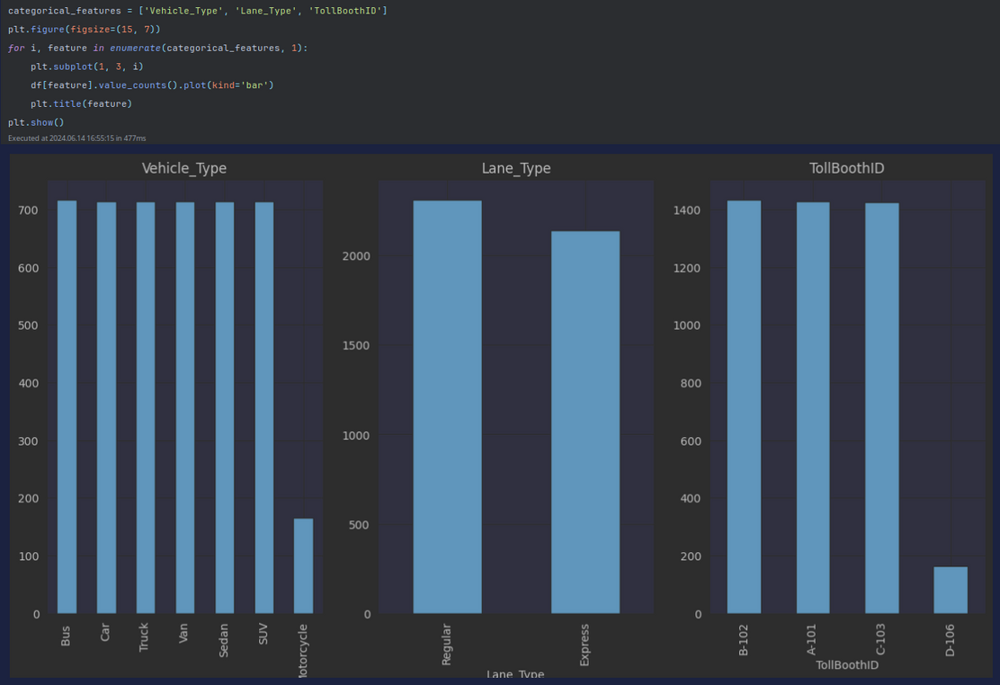 categorical_features = ['Vehicle_Type', 'Lane_Type', 'TollBoothID']
plt.figure(figsize=(15, 7))
for i, feature in enumerate(categorical_features, 1):
    plt.subplot(1, 3, i)
    df[feature].value_counts().plot(kind='bar')
    plt.title(feature)
plt.show()
Executed at 2024.06.14 16:55:15 in 477ms
Vehicle_Type
700
600
500
400
300
200
100
0
Bus
Car
Truck
Van
Sedan
SUV
otorcycle
Lane_Type
2000
1500
1000
500
0
Regular
Express
Lane_Type
TollBoothID
1400
1200
1000
800
600
400
200
0
B-102
A-101
C-103
D-106
TollBoothID